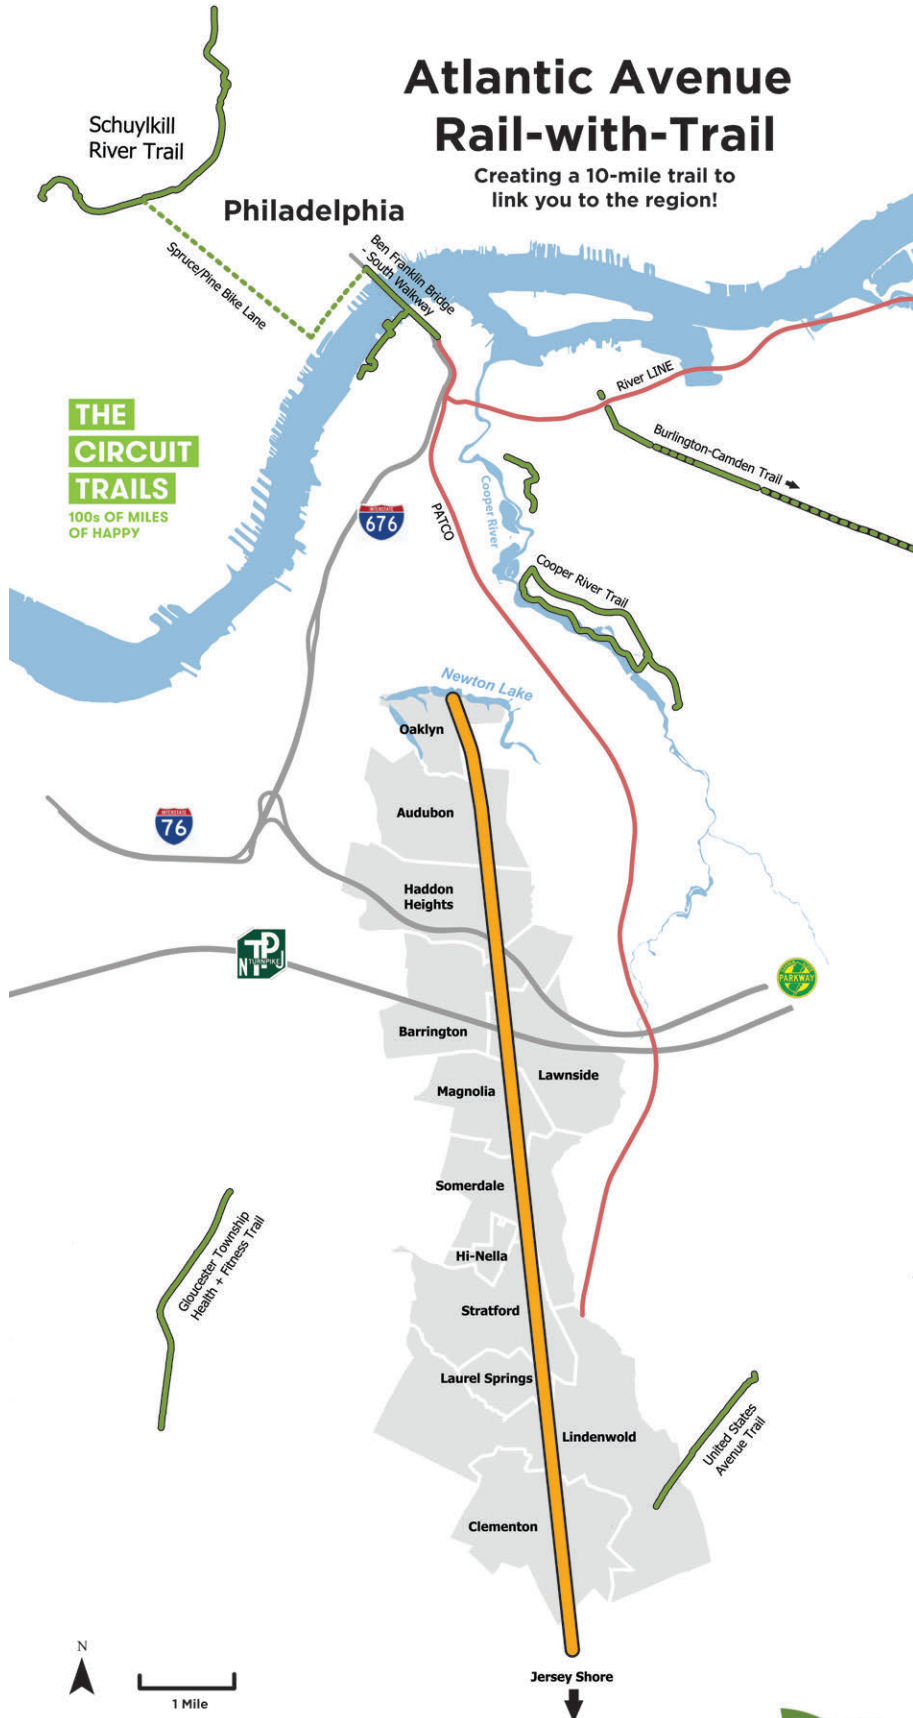 Atlantic Avenue
Rail-with-Trail
Creating a 10-mile trail to
link you to the region!
Schuylkill
River Trail
Philadelphia
Ben Franklin Bridge
- South Walkway
Spruce/Pine Bike Lane
River LINE
THE
CIRCUIT
TRAILS
100s OF MILES
OF HAPPY
Burlington-Camden Trail
INTERSTATE
676
PATCO
Cooper River
Cooper River Trail
Newton Lake
Oaklyn
INTERSTATE
76
Audubon
Haddon
Heights
N TP J
TURNPIKE
PARKWAY
Barrington
Lawnside
Magnolia
Somerdale
Gloucester Township
Health + Fitness Trail
Hi-Nella
Stratford
Laurel Springs
Lindenwold
United States
Avenue Trail
Clementon
N
1 Mile
Jersey Shore